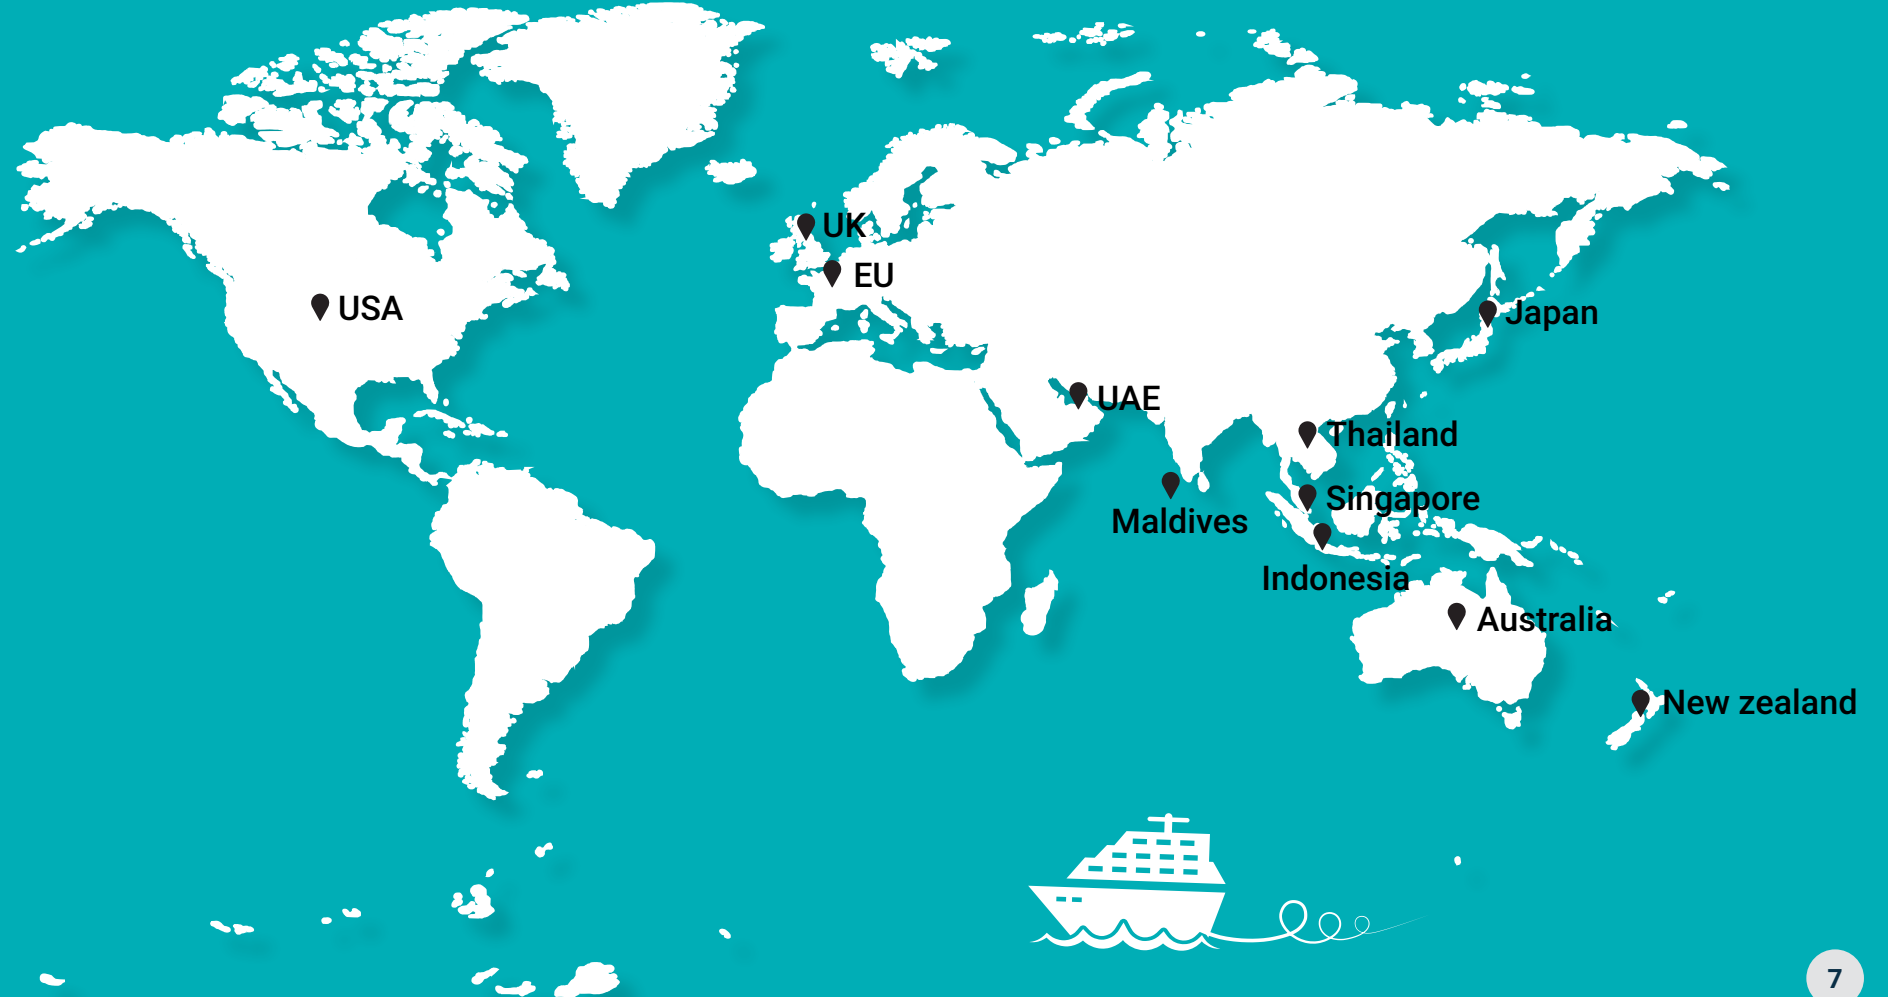 UK
EU
USA
Japan
UAE
Thailand
Singapore
Maldives
Indonesia
Australia
New zealand
7